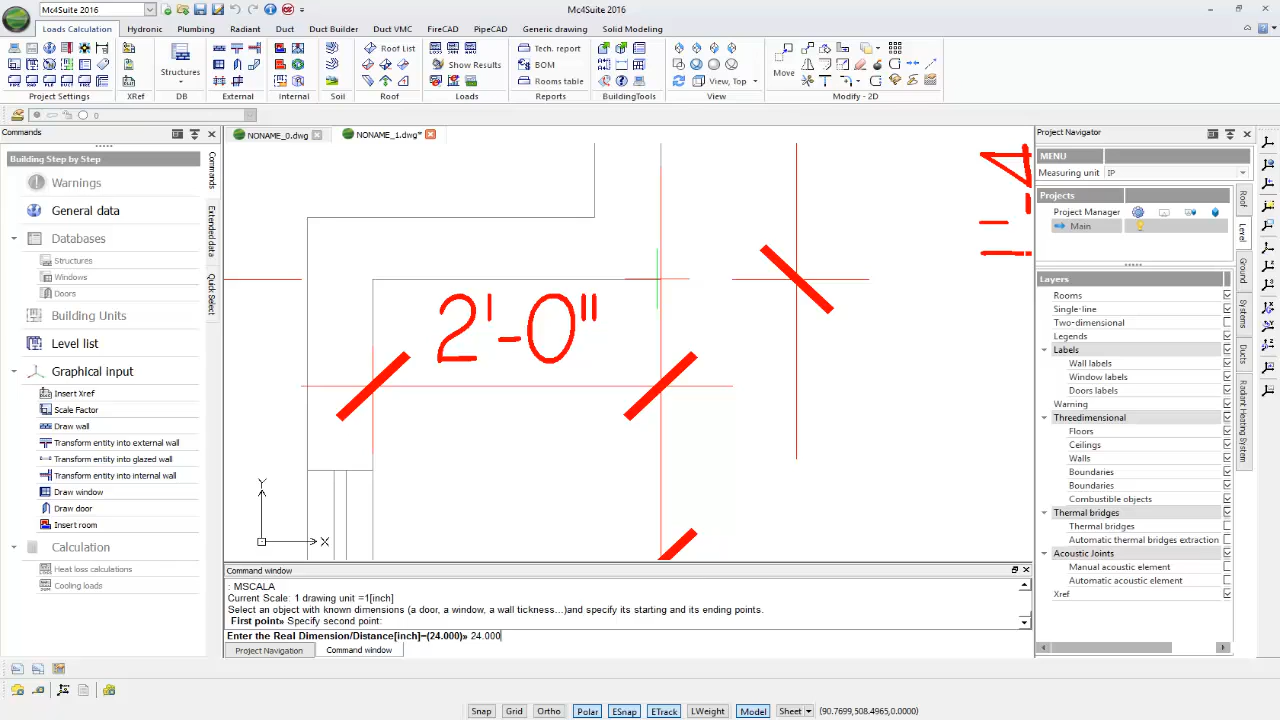 Mc4Suite 2016
Mc4Suite 2016
Loads Calculation
Hydronic
Plumbing
Radiant
Duct
Duct Builder
Duct VMC
FireCAD
PipeCAD
Generic drawing
Solid Modeling
Structures
Roof List
Show Results
Tech. report
BOM
Rooms table
View, Top
Move
Project Settings
XRef
DB
External
Internal
Soil
Roof
Loads
Reports
BuildingTools
View
Modify - 2D
0
Commands
NONAME_0.dwg
NONAME_1.dwg*
Project Navigator
Building Step by Step
Warnings
General data
Databases
Structures
Windows
Doors
Building Units
Level list
Graphical input
Insert Xref
Scale Factor
Draw wall
Transform entity into external wall
Transform entity into glazed wall
Transform entity into internal wall
Draw window
Draw door
Insert room
Calculation
Heat loss calculations
Cooling loads
Commands
Extended data
Quick Select
2'-0"
Y
X
MENU
Measuring unit IP
Projects
Project Manager
Main
Layers
Rooms
Single-line
Two-dimensional
Legends
Labels
Wall labels
Window labels
Doors labels
Warning
Threedimensional
Floors
Ceilings
Walls
Boundaries
Boundaries
Combustible objects
Thermal bridges
Thermal bridges
Automatic thermal bridges extraction
Acoustic Joints
Manual acoustic element
Automatic acoustic element
Xref
Roof
Level
Ground
Systems
Ducts
Radiant Heating System
Command window
: MSCALA
Current Scale: 1 drawing unit =1[inch]
Select an object with known dimensions (a door, a window, a wall tickness...)and specify its starting and its ending points.
First point» Specify second point:
Enter the Real Dimension/Distance[inch]=(24.000)» 24.000
Project Navigation
Command window
Snap
Grid
Ortho
Polar
ESnap
ETrack
LWeight
Model
Sheet
(90.7699,508.4965,0.0000)